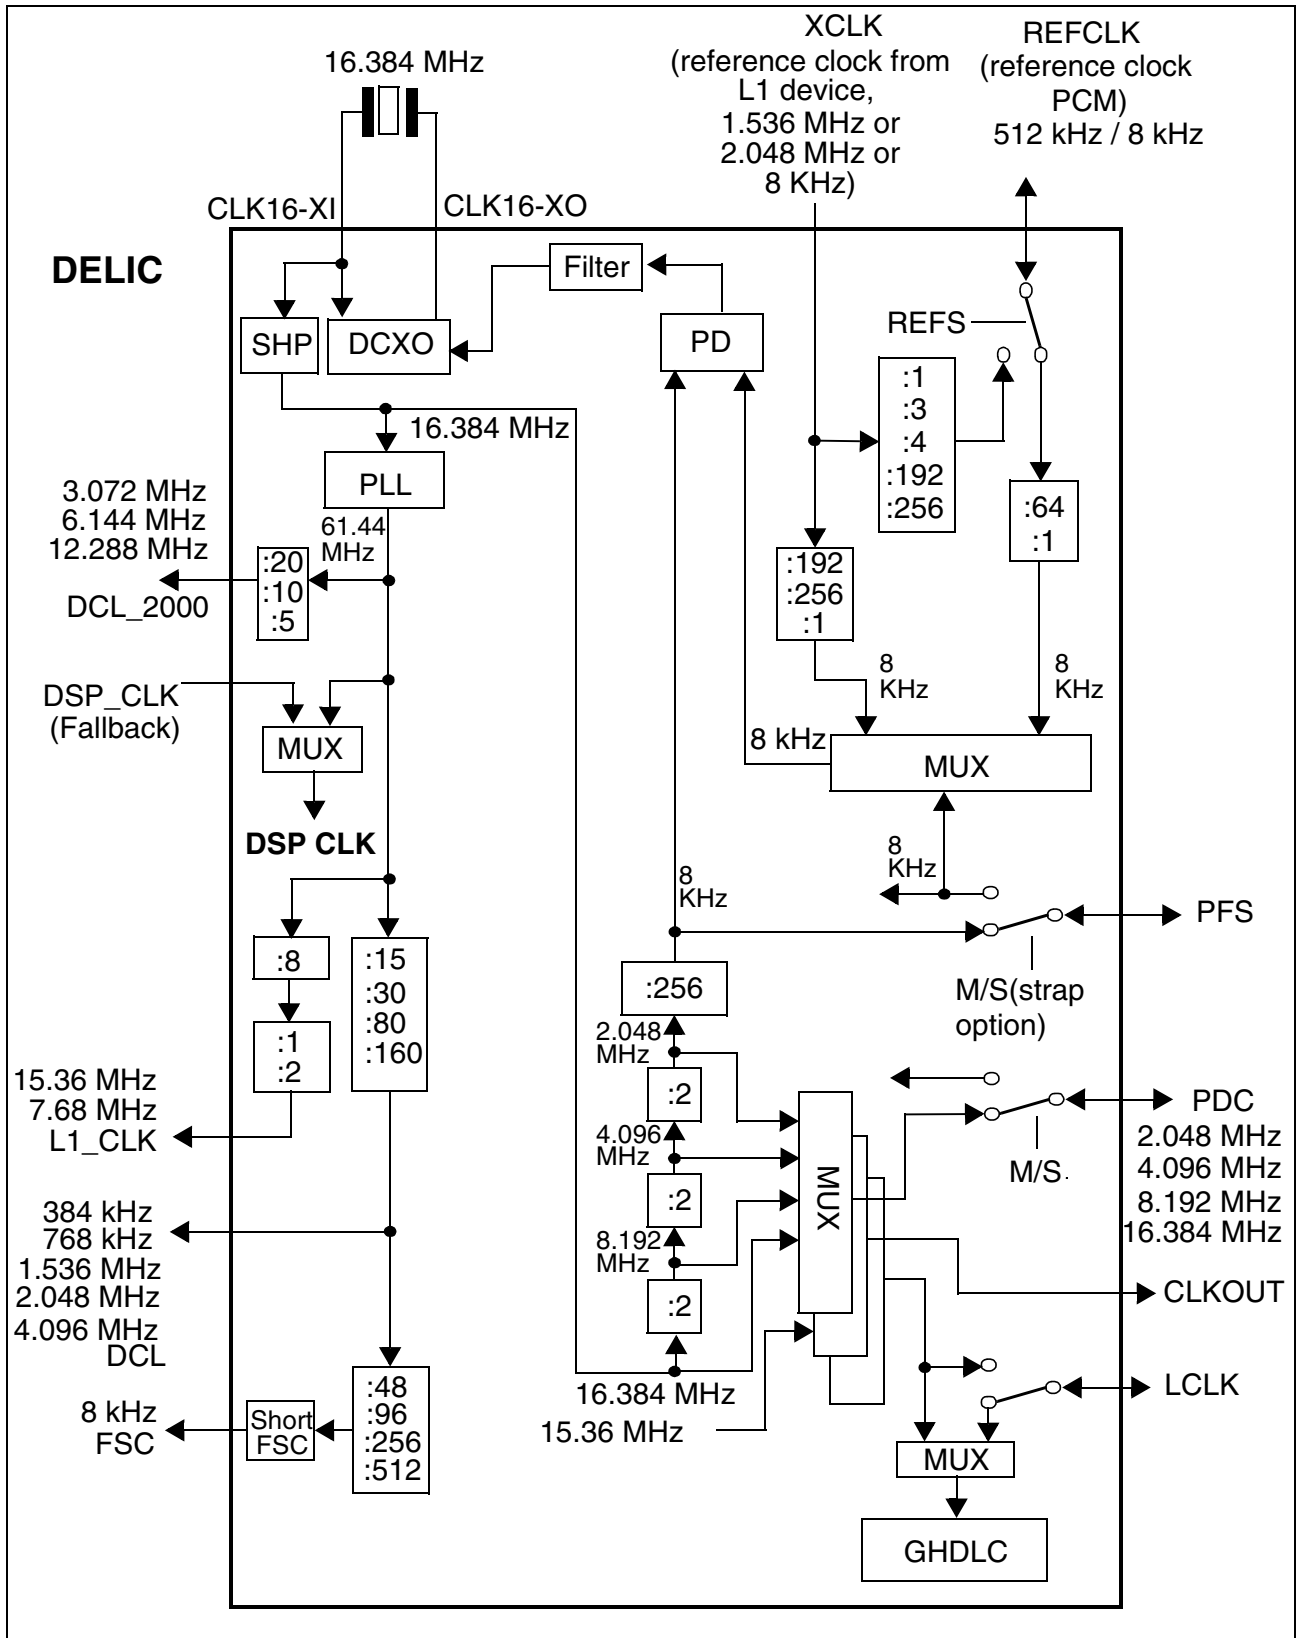 16.384 MHz
XCLK
(reference clock from
L1 device,
1.536 MHz or
2.048 MHz or
8 KHz)
REFCLK
(reference clock
PCM)
512 kHz / 8 kHz
CLK16-XI
CLK16-XO
DELIC
Filter
SHP
DCXO
PD
REFS
:1
:3
:4
:192
:256
16.384 MHz
PLL
:64
:1
3.072 MHz
6.144 MHz
12.288 MHz
DCL_2000
61.44
MHz
:20
:10
:5
:192
:256
:1
8
KHz
8
KHz
DSP_CLK
(Fallback)
MUX
8 kHz
MUX
DSP CLK
8
KHz
8
KHz
PFS
M/S(strap
option)
:8
:1
:2
:15
:30
:80
:160
:256
2.048
MHz
:2
4.096
MHz
:2
8.192
MHz
:2
MUX
15.36 MHz
7.68 MHz
L1_CLK
PDC
2.048 MHz
4.096 MHz
8.192 MHz
16.384 MHz
M/S.
384 kHz
768 kHz
1.536 MHz
2.048 MHz
4.096 MHz
DCL
CLKOUT
16.384 MHz
15.36 MHz
LCLK
8 kHz
FSC
Short
FSC
:48
:96
:256
:512
MUX
GHDLC